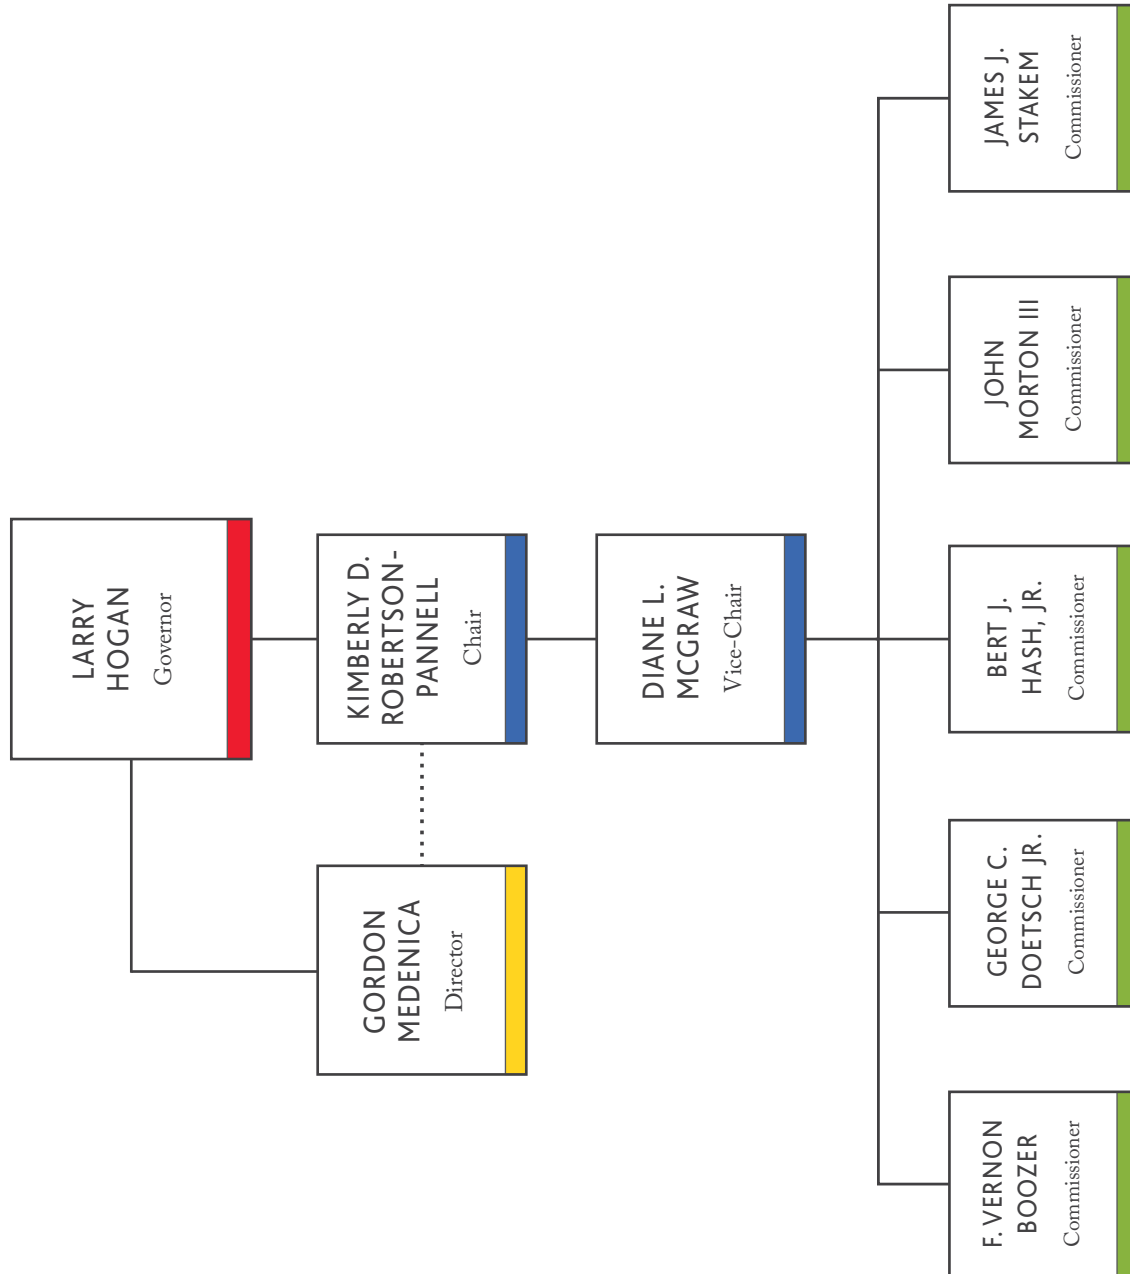 LARRY
HOGAN
Governor
GORDON
MEDENICA
Director
KIMBERLY D.
ROBERTSON-
PANNELL
Chair
DIANE L.
MCGRAW
Vice-Chair
F. VERNON
BOOZER
Commissioner
GEORGE C.
DOETSCH JR.
Commissioner
BERT J.
HASH, JR.
Commissioner
JOHN
MORTON III
Commissioner
JAMES J.
STAKEM
Commissioner